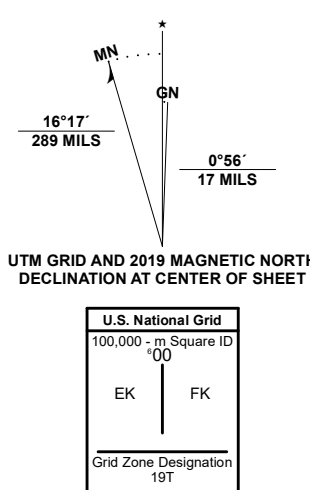 ★
MN
GN
16°17´
289 MILS
0°56´
17 MILS
UTM GRID AND 2019 MAGNETIC NORTH
DECLINATION AT CENTER OF SHEET
U.S. National Grid
100,000 - m Square ID
⁶00
EK FK
Grid Zone Designation
19T